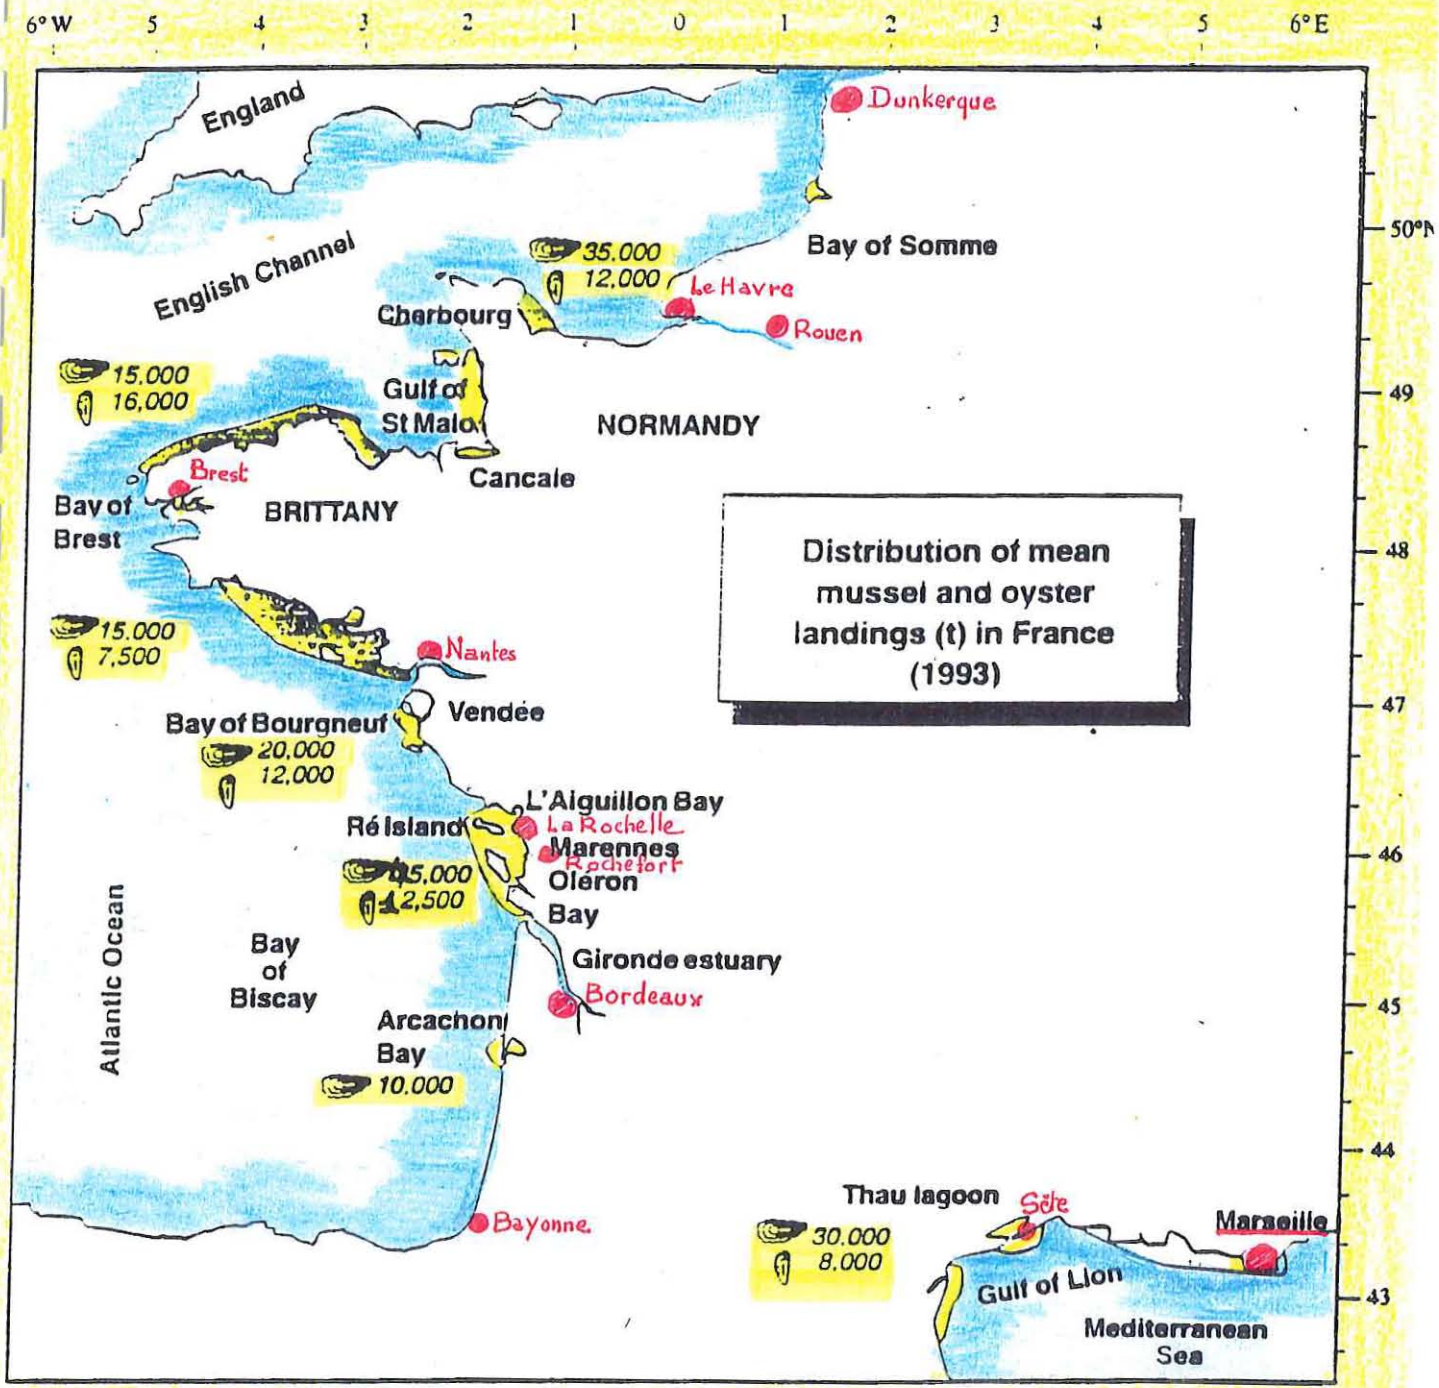 6°W 5 4 3 2 1 0 1 2 3 4 5 6°E
England
Dunkerque
50°N
Bay of Somme
English Channel
35.000
12,000
Le Havre
Cherbourg
Rouen
15.000
16,000
49
Gulf of
St Malo
NORMANDY
Cancale
Brest
Bay of
Brest
BRITTANY
48
Distribution of mean
mussel and oyster
landings (t) in France
(1993)
15.000
7,500
Nantes
47
Vendée
Bay of Bourgneuf
20,000
12,000
L'Aiguillon Bay
Ré Island
La Rochelle
Marennes
Rochefort
46
Oléron
Bay
5,000
2,500
Atlantic Ocean
Bay
of
Biscay
Gironde estuary
Bordeaux
45
Arcachon
Bay
10.000
44
Thau lagoon
Sète
Marseille
Bayonne
30.000
8.000
Gulf of Lion
43
Mediterranean
Sea